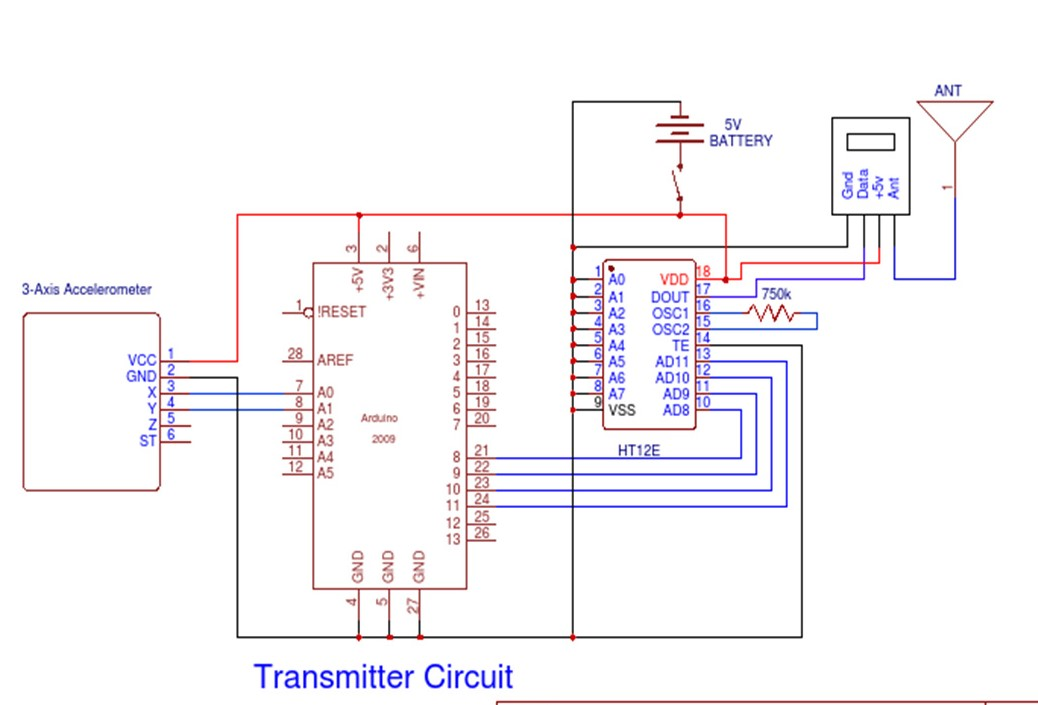 ANT
5V
BATTERY
Gnd
Data
+5v
Ant
1
3-Axis Accelerometer
VCC 1
GND 2
X 3
Y 4
Z 5
ST 6
3 2 6
+5V +3V3 +VIN
1 !RESET
28 AREF
7 A0
8 A1
9 A2
10 A3
11 A4
12 A5
Arduino
2009
0 13
1 14
2 15
3 16
4 17
5 18
6 19
7 20
8 21
9 22
10 23
11 24
12 25
13 26
GND GND GND
4 5 27
1 A0 VDD 18
2 A1 DOUT 17
3 A2 OSC1 16
4 A3 OSC2 15
5 A4 TE 14
6 A5 AD11 13
7 A6 AD10 12
8 A7 AD9 11
9 VSS AD8 10
750k
HT12E
Transmitter Circuit